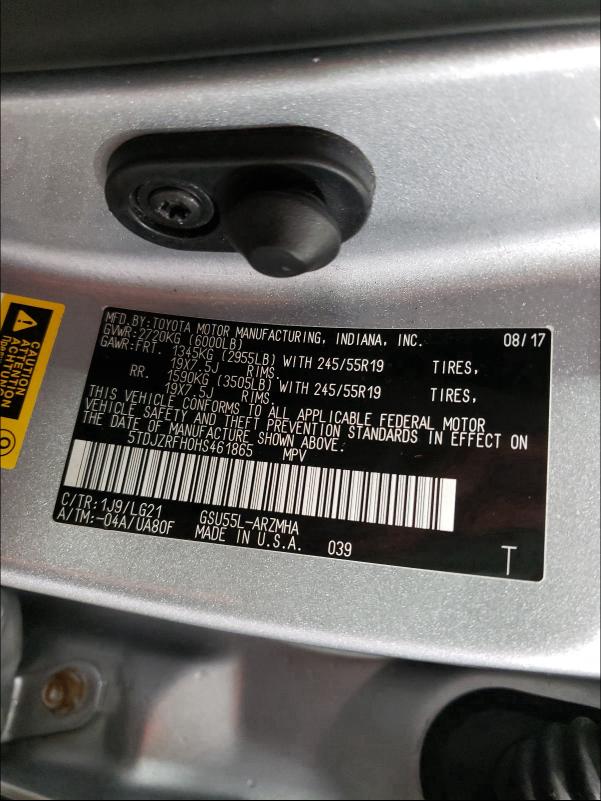 MFD. BY: TOYOTA MOTOR MANUFACTURING, INDIANA, INC. 08/17
GVWR: 2720KG (6000LB)
GAWR: FRT. 1345KG (2955LB) WITH 245/55R19 TIRES,
19X7.5J RIMS.
RR. 1590KG (3505LB) WITH 245/55R19 TIRES,
19X7.5J RIMS.
THIS VEHICLE CONFORMS TO ALL APPLICABLE FEDERAL MOTOR
VEHICLE SAFETY AND THEFT PREVENTION STANDARDS IN EFFECT ON
THE DATE OF MANUFACTURE SHOWN ABOVE.
5TDJZRFH0HS461865 MPV
C/TR: 1J9/LG21 GSU55L-ARZMHA
A/TM:-04A/UA80F MADE IN U.S.A. 039
T
CAUTION
ATTENTION
ACHTUNG